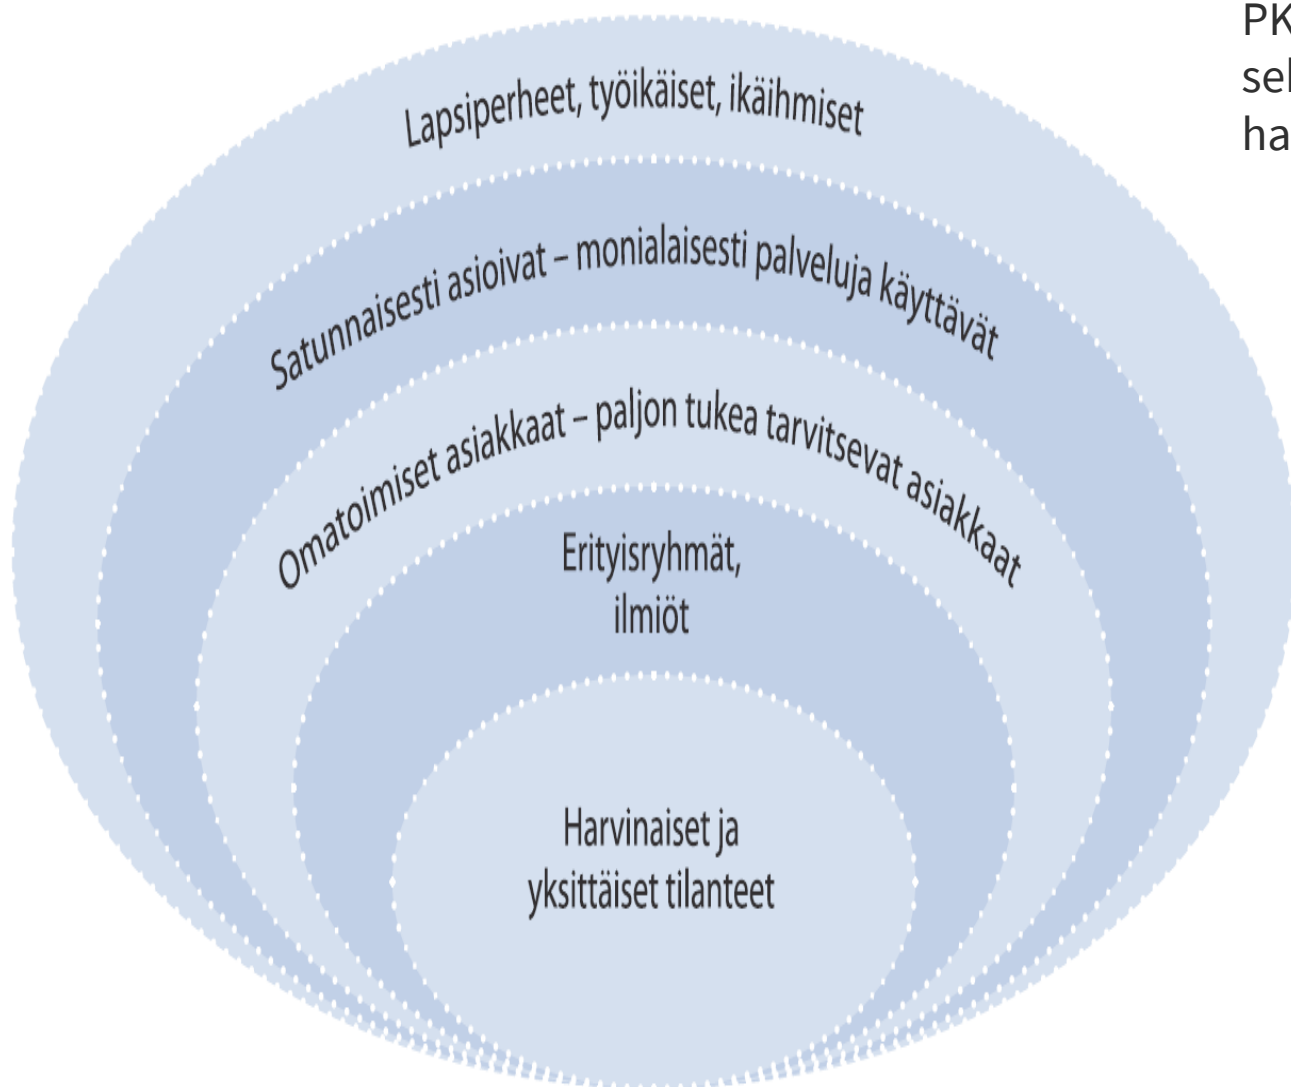 Lapsiperheet, työikäiset, ikäihmiset
Satunnaisesti asioivat – monialaisesti palveluja käyttävät
Omatoimiset asiakkaat – paljon tukea tarvitsevat asiakkaat
Erityisryhmät,
ilmiöt
Harvinaiset ja
yksittäiset tilanteet